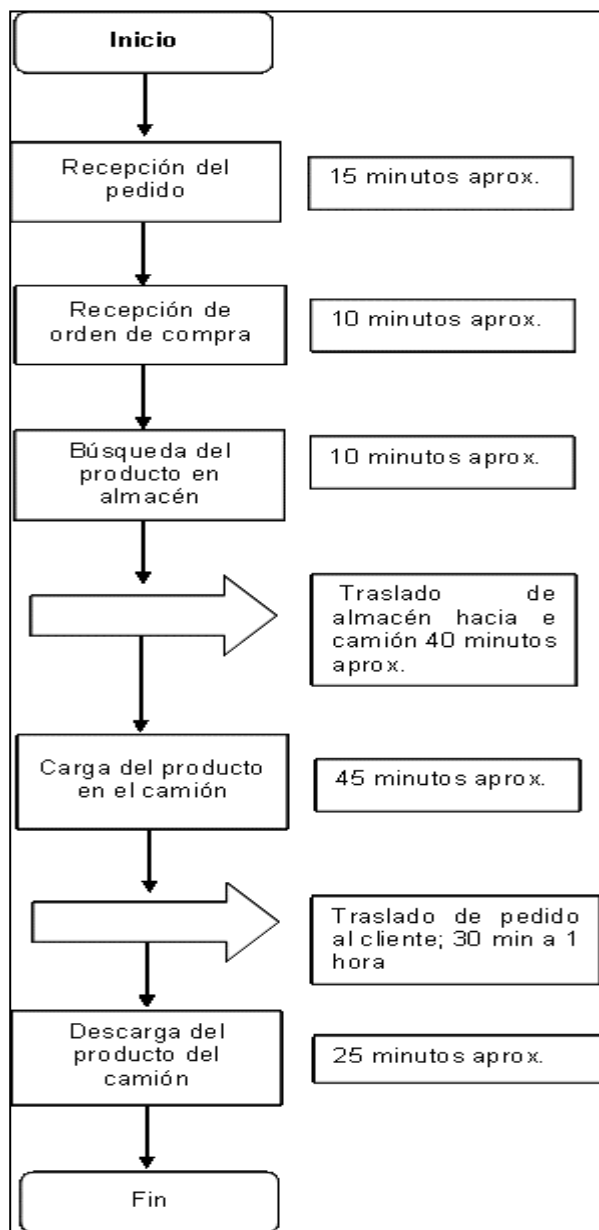 Inicio
Recepción del
pedido
15 minutos aprox.
Recepción de
orden de compra
10 minutos aprox.
Búsqueda del
producto en
almacén
10 minutos aprox.
Traslado de
almacén hacia e
camión 40 minutos
aprox.
Carga del producto
en el camión
45 minutos aprox.
Traslado de pedido
al cliente; 30 min a 1
hora
Descarga del
producto del
camión
25 minutos aprox.
Fin